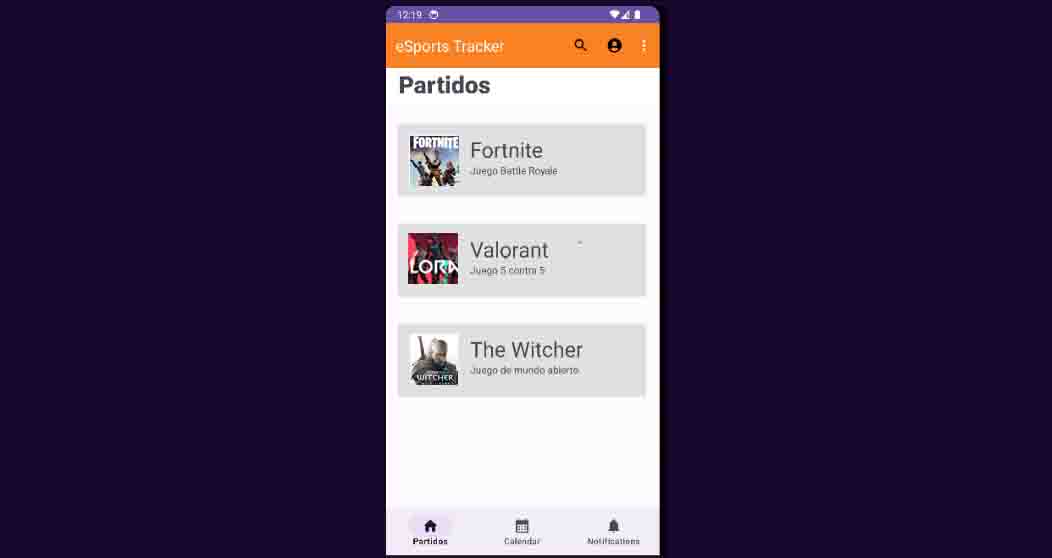 12:19
eSports Tracker
Partidos
FORTNITE
Fortnite
Juego Battle Royale
LORA
Valorant
Juego 5 contra 5
WITCHER
The Witcher
Juego de mundo abierto
Partidos
Calendar
Notifications